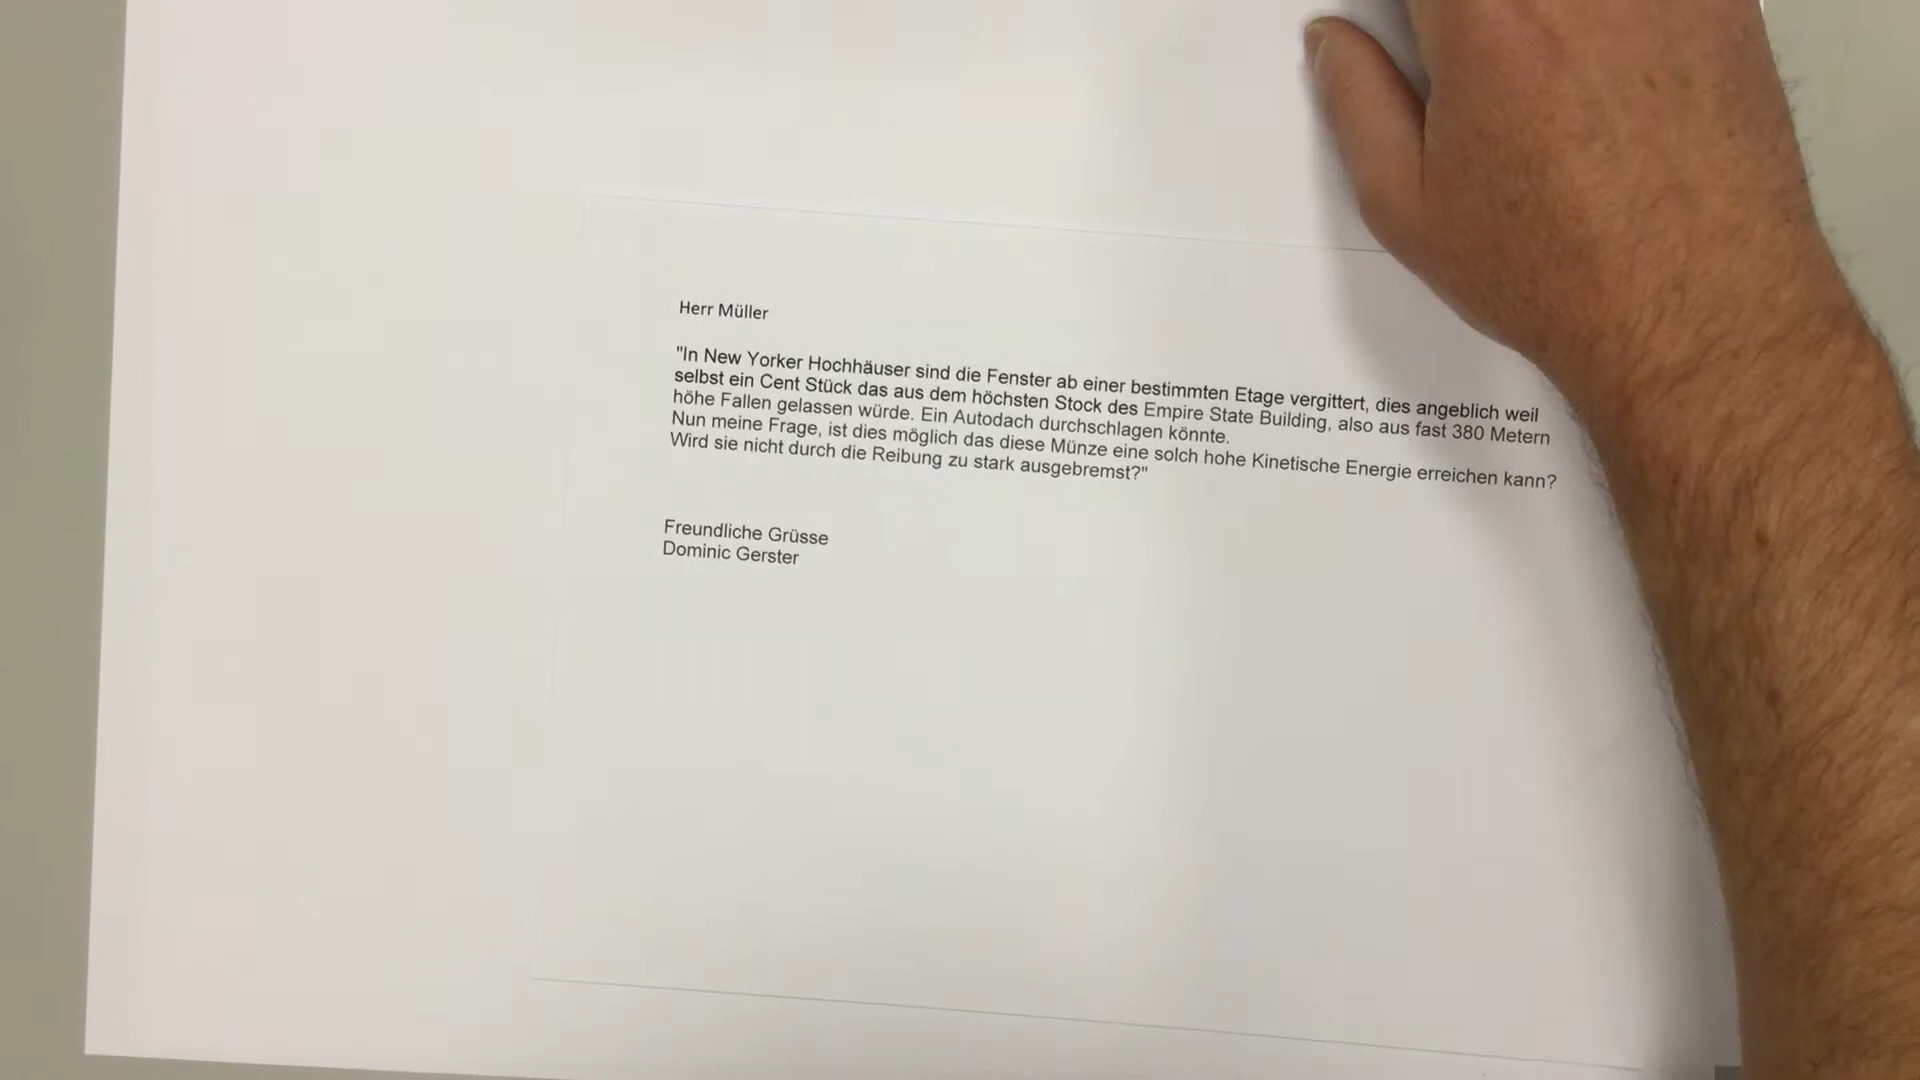 Herr Müller
"In New Yorker Hochhäuser sind die Fenster ab einer bestimmten Etage vergittert, dies angeblich weil
selbst ein Cent Stück das aus dem höchsten Stock des Empire State Building, also aus fast 380 Metern
höhe Fallen gelassen würde. Ein Autodach durchschlagen könnte.
Nun meine Frage, ist dies möglich das diese Münze eine solch hohe Kinetische Energie erreichen kann?
Wird sie nicht durch die Reibung zu stark ausgebremst?"
Freundliche Grüsse
Dominic Gerster